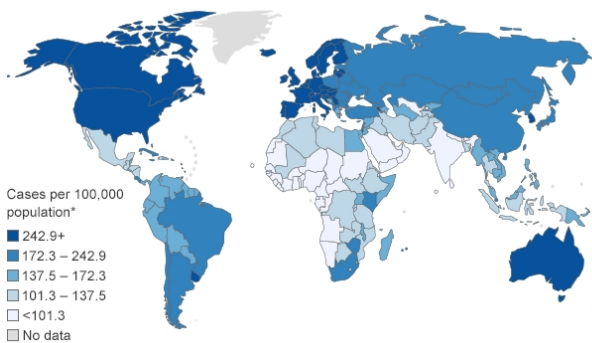 Cases per 100,000
population*
242.9+
172.3 – 242.9
137.5 – 172.3
101.3 – 137.5
<101.3
No data